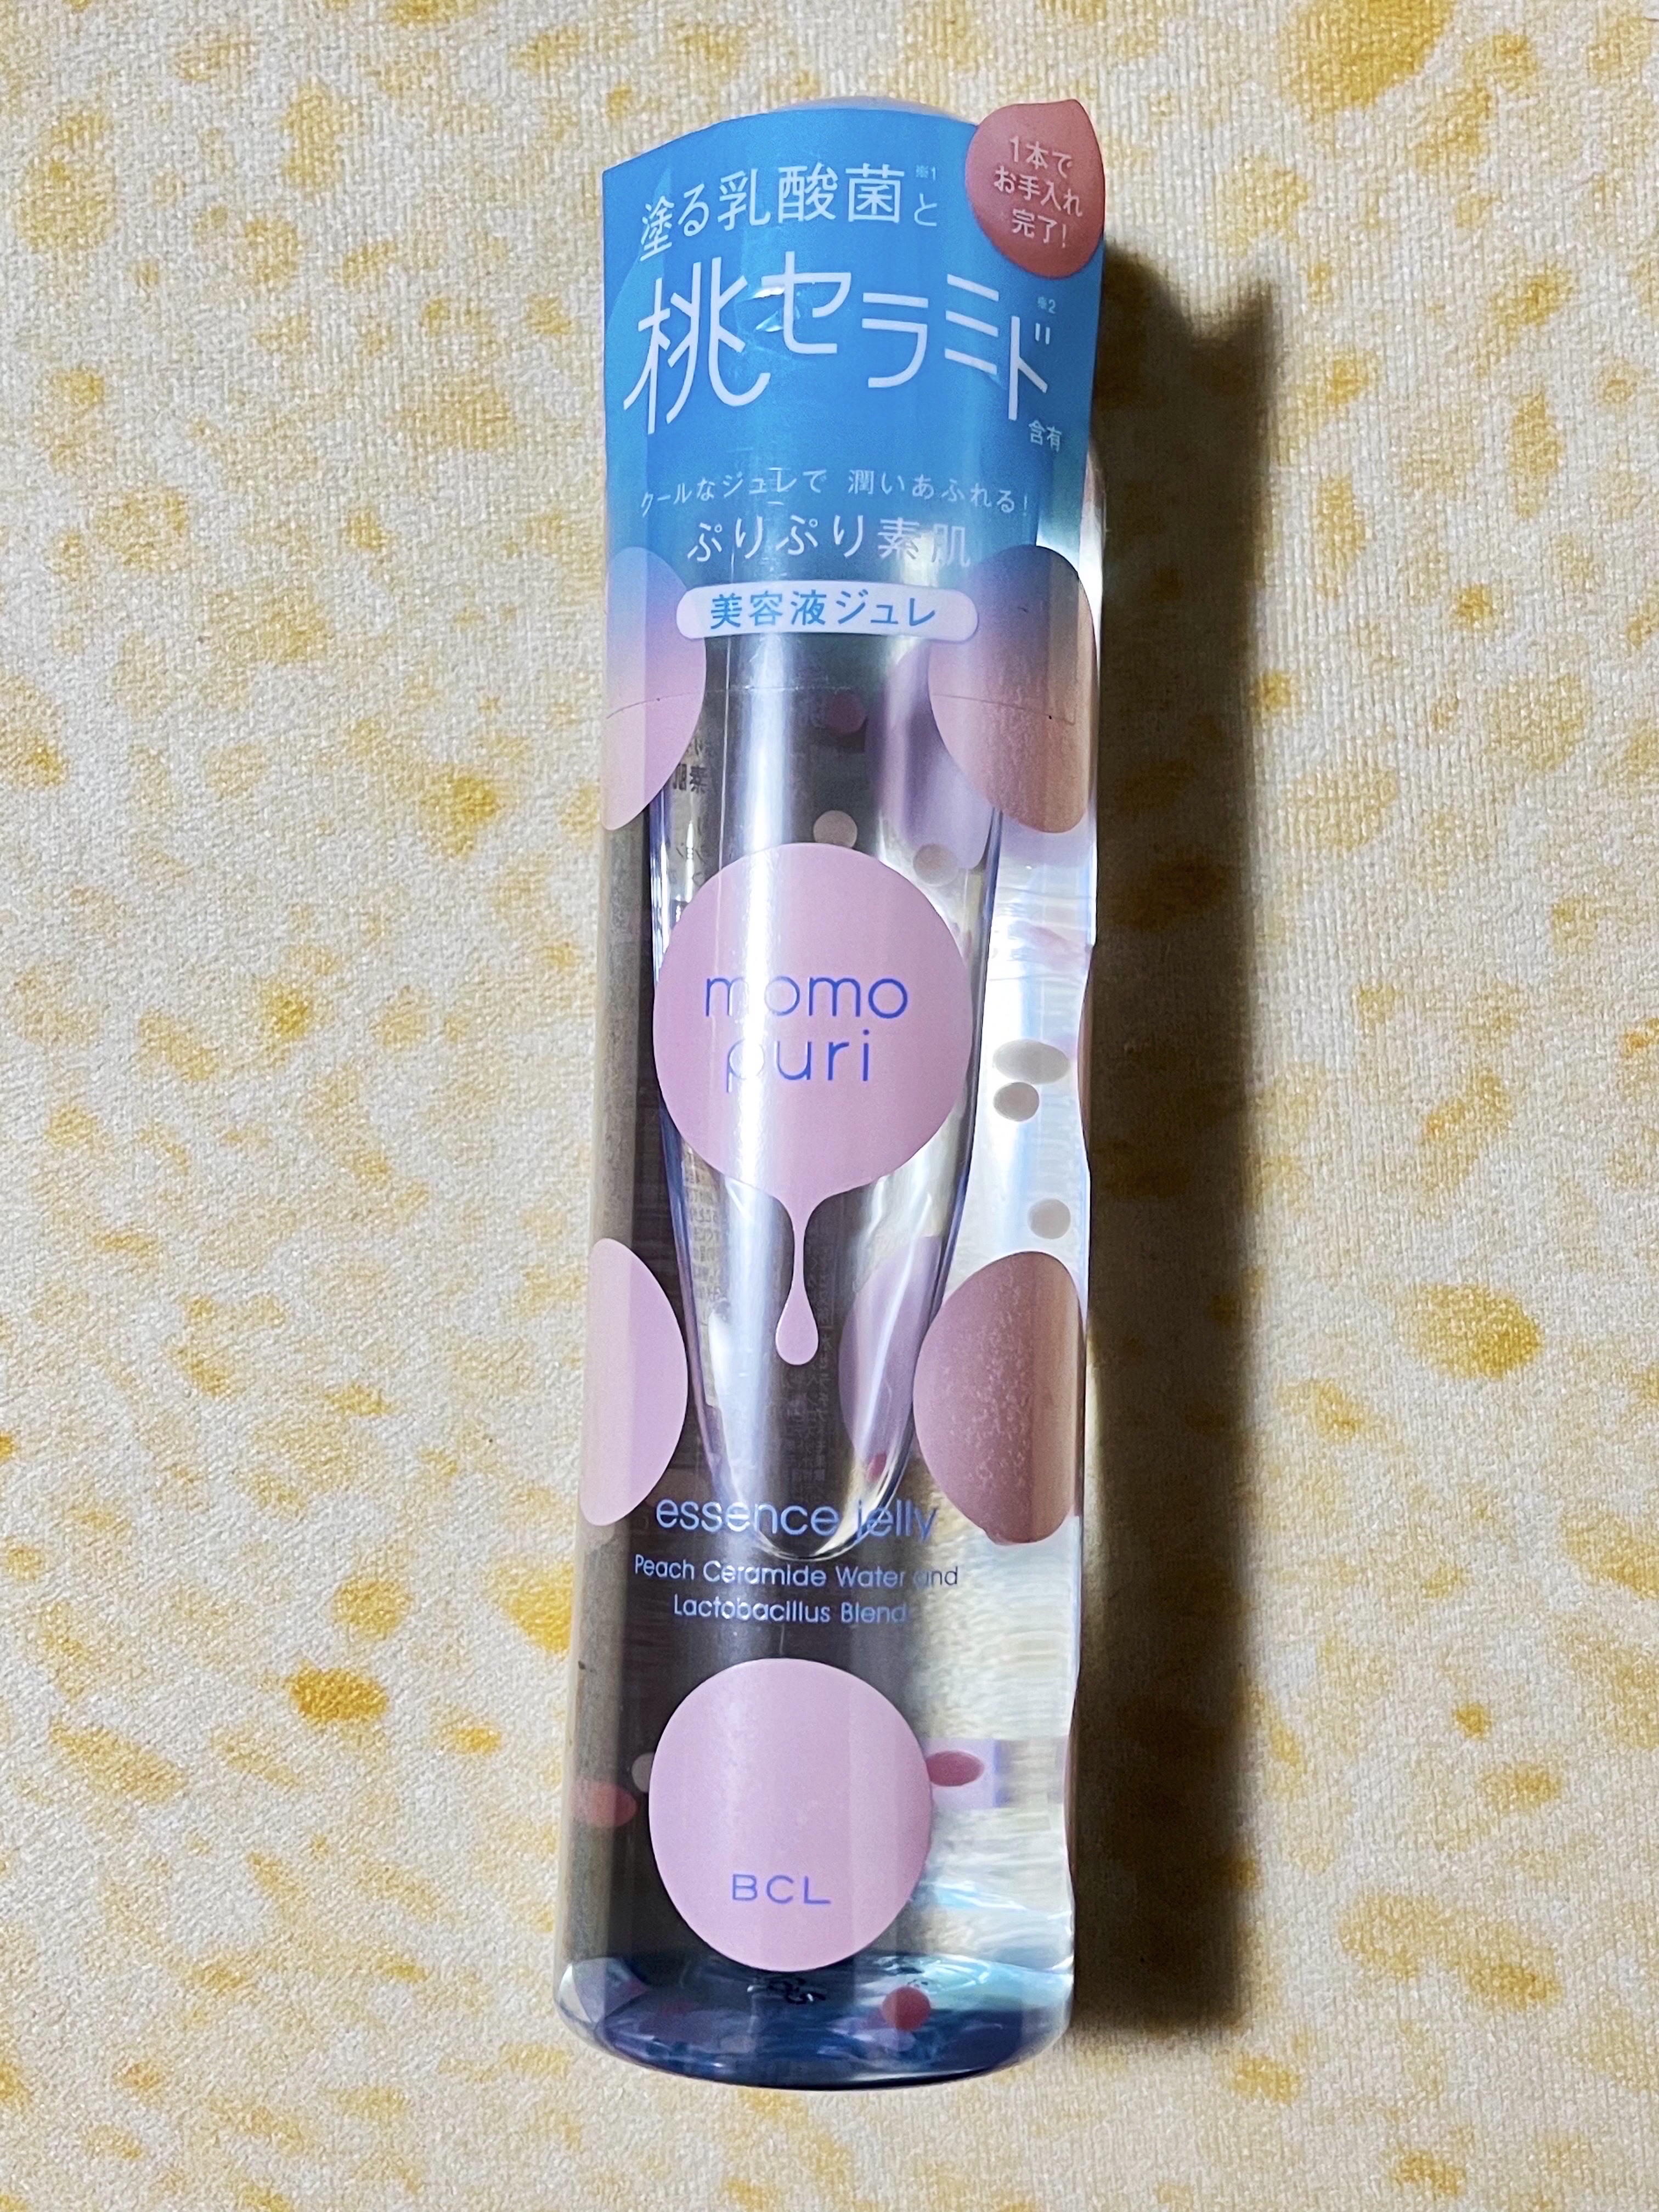 1本で
お手入れ
完了!
塗る乳酸菌※1と
桃セラミド※2
含有
クールなジュレで 潤いあふれる!
ぷりぷり素肌
美容液ジュレ
momo
puri
essence jelly
Peach Ceramide Water and
Lactobacillus Blend
BCL